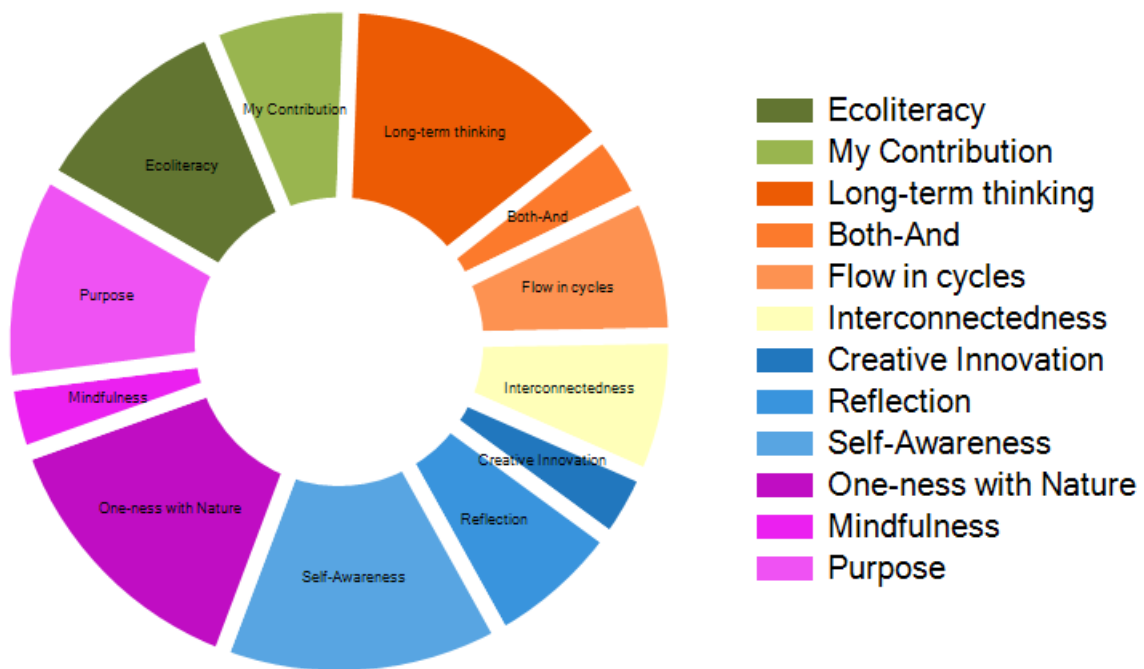 My Contribution
Long-term thinking
Ecoliteracy
Both-And
Purpose
Flow in cycles
Mindfulness
Interconnectedness
Creative Innovation
One-ness with Nature
Reflection
Self-Awareness
Ecoliteracy
My Contribution
Long-term thinking
Both-And
Flow in cycles
Interconnectedness
Creative Innovation
Reflection
Self-Awareness
One-ness with Nature
Mindfulness
Purpose